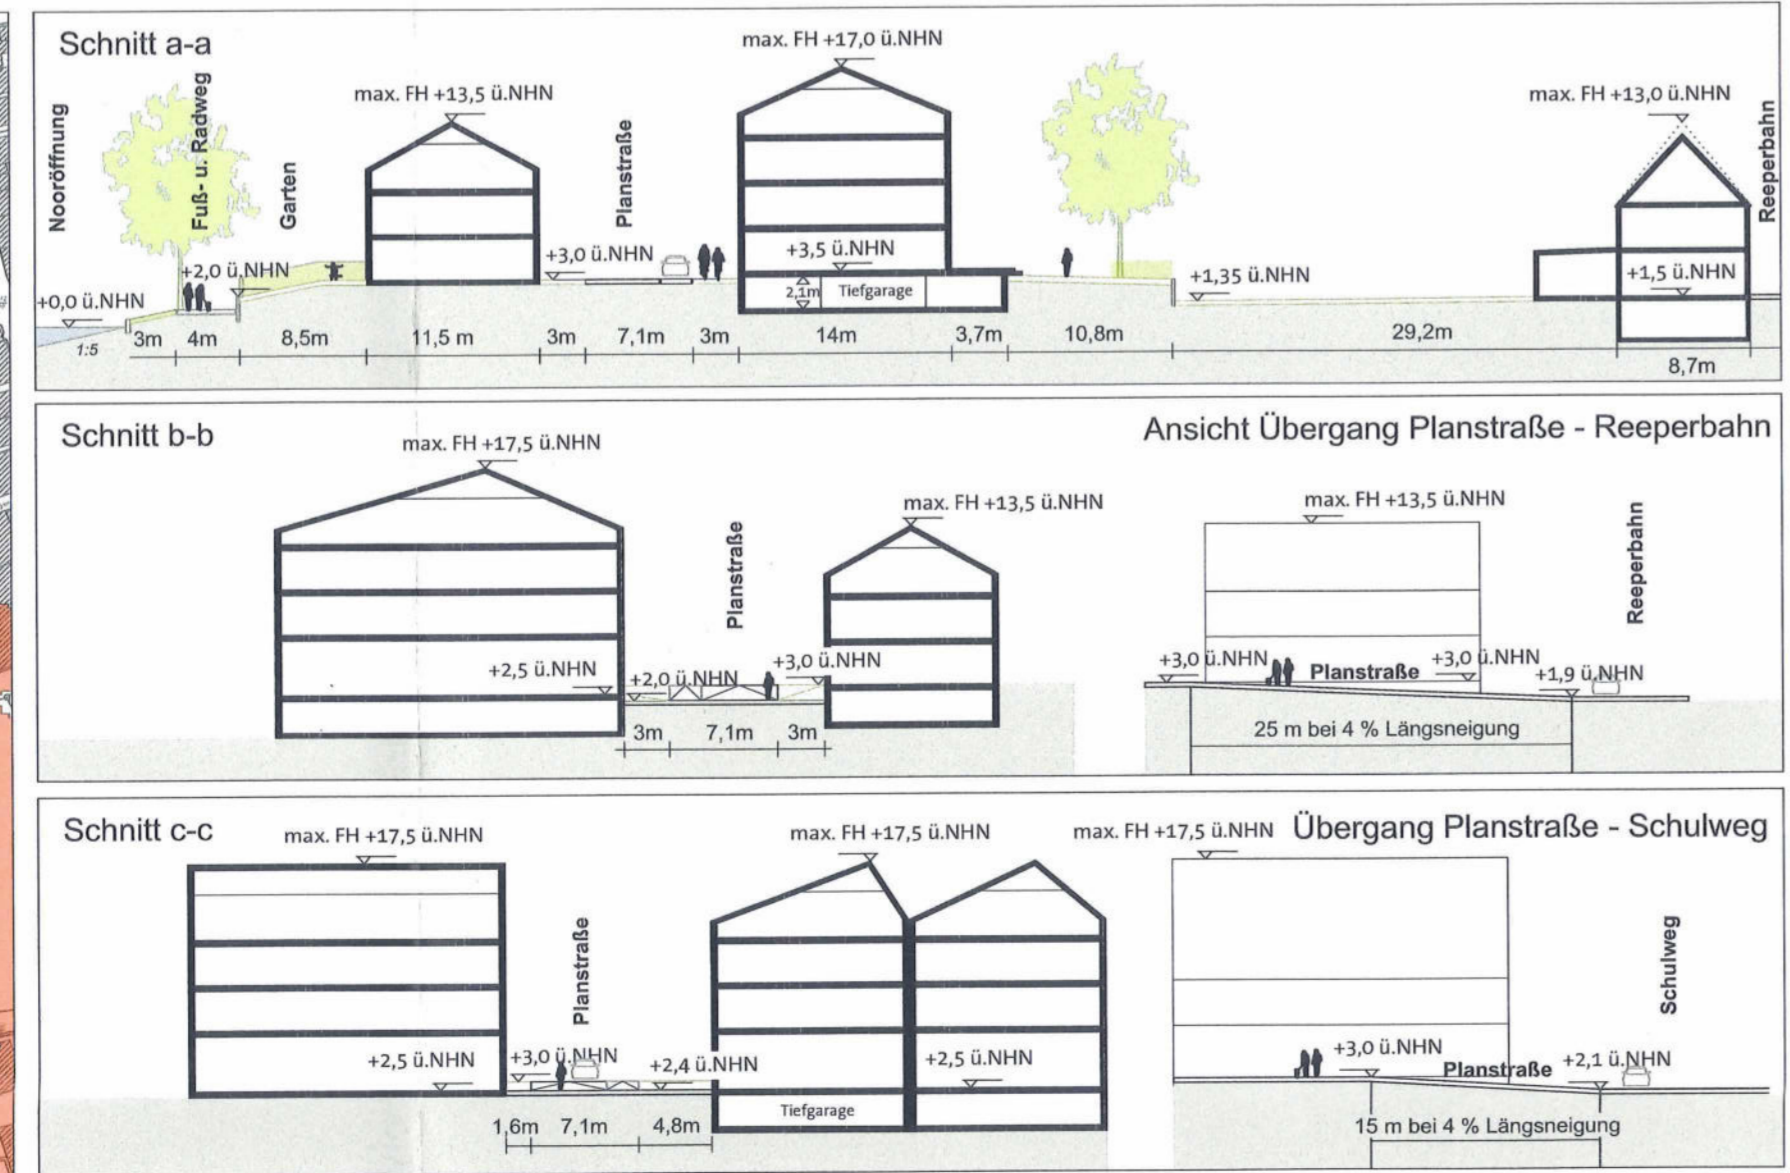 Schnitt a-a
max. FH +17,0 ü.NHN
max. FH +13,5 ü.NHN
max. FH +13,0 ü.NHN
Nooröffnung
Fuß- u. Radweg
Garten
Planstraße
Reeperbahn
+0,0 ü.NHN
+2,0 ü.NHN
+3,0 ü.NHN
+3,5 ü.NHN
+1,35 ü.NHN
+1,5 ü.NHN
2,1m
Tiefgarage
1:5
3m 4m 8,5m 11,5 m 3m 7,1m 3m 14m 3,7m 10,8m 29,2m
8,7m
Schnitt b-b
max. FH +17,5 ü.NHN
max. FH +13,5 ü.NHN
Planstraße
+2,5 ü.NHN
+2,0 ü.NHN
+3,0 ü.NHN
3m 7,1m 3m
Ansicht Übergang Planstraße - Reeperbahn
max. FH +13,5 ü.NHN
Reeperbahn
+3,0 ü.NHN
Planstraße
+3,0 ü.NHN
+1,9 ü.NHN
25 m bei 4 % Längsneigung
Schnitt c-c
max. FH +17,5 ü.NHN
max. FH +17,5 ü.NHN
Planstraße
+2,5 ü.NHN
+3,0 ü.NHN
+2,4 ü.NHN
+2,5 ü.NHN
Tiefgarage
1,6m 7,1m 4,8m
max. FH +17,5 ü.NHN
Übergang Planstraße - Schulweg
Schulweg
+3,0 ü.NHN
Planstraße
+2,1 ü.NHN
15 m bei 4 % Längsneigung